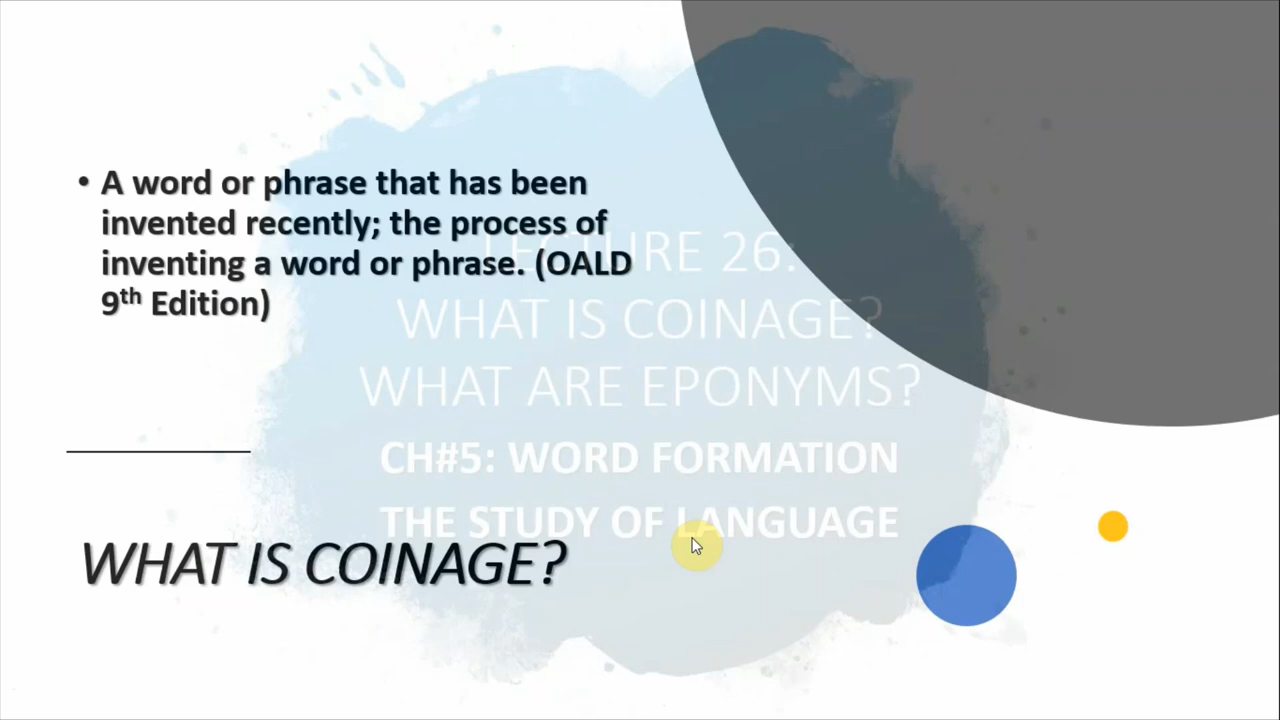 • A word or phrase that has been
invented recently; the process of
inventing a word or phrase. (OALD
9th Edition)
LECTURE 26:
WHAT IS COINAGE?
WHAT ARE EPONYMS?
CH#5: WORD FORMATION
THE STUDY OF LANGUAGE
WHAT IS COINAGE?